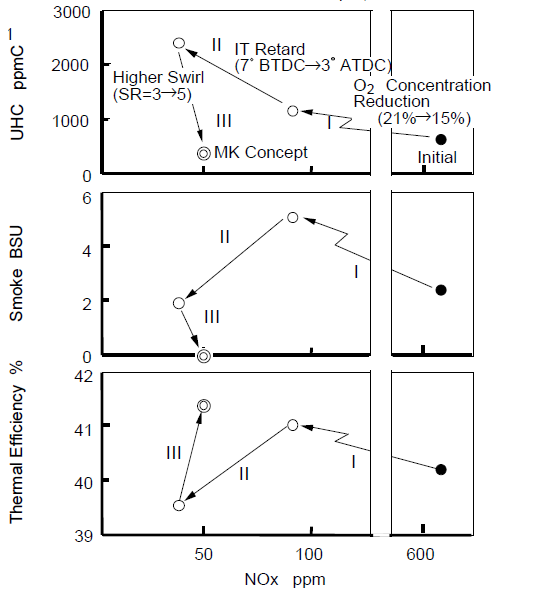 3000
2000
1000
0
UHC ppmC
1
II
IT Retard
(7° BTDC→3° ATDC)
Higher Swirl
(SR=3→5)
O2 Concentration
Reduction
(21%→15%)
III
I
MK Concept
Initial
6
4
2
0
Smoke BSU
II
I
III
42
41
40
39
Thermal Efficiency %
III
II
I
50
100
600
NOx ppm